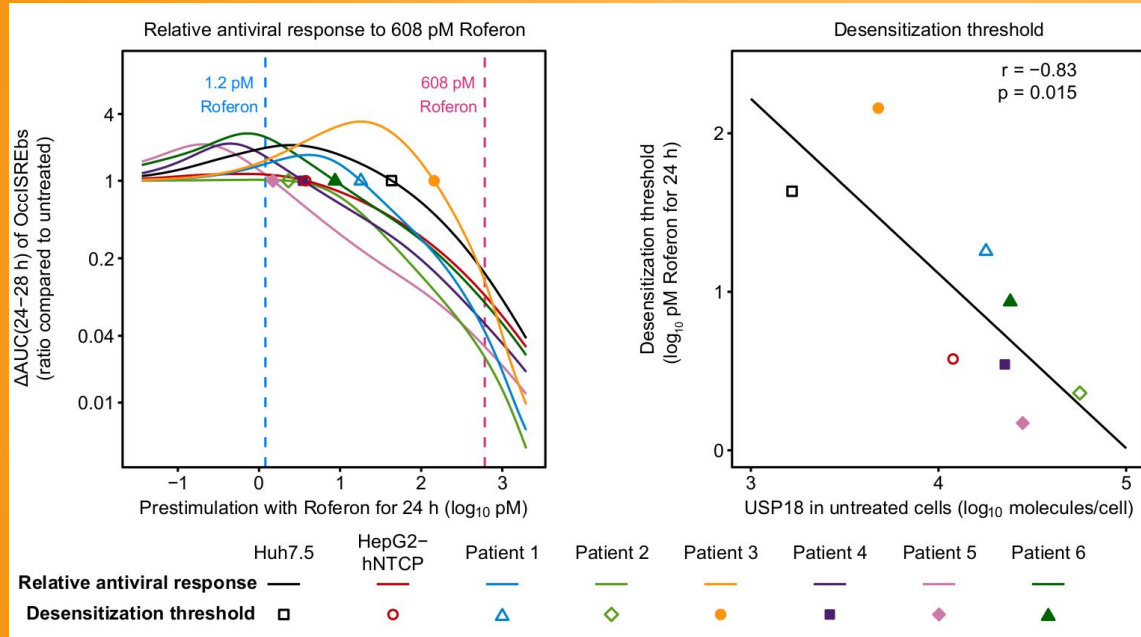 Relative antiviral response to 608 pM Roferon
1.2 pM
Roferon
608 pM
Roferon
4
1
0.2
0.04
0.01
ΔAUC(24−28 h) of OccISREbs
(ratio compared to untreated)
−1 0 1 2 3
Prestimulation with Roferon for 24 h (log₁₀ pM)
Desensitization threshold
r = −0.83
p = 0.015
2
1
0
Desensitization threshold
(log₁₀ pM Roferon for 24 h)
3 4 5
USP18 in untreated cells (log₁₀ molecules/cell)
Huh7.5 HepG2−
hNTCP Patient 1 Patient 2 Patient 3 Patient 4 Patient 5 Patient 6
Relative antiviral response
Desensitization threshold